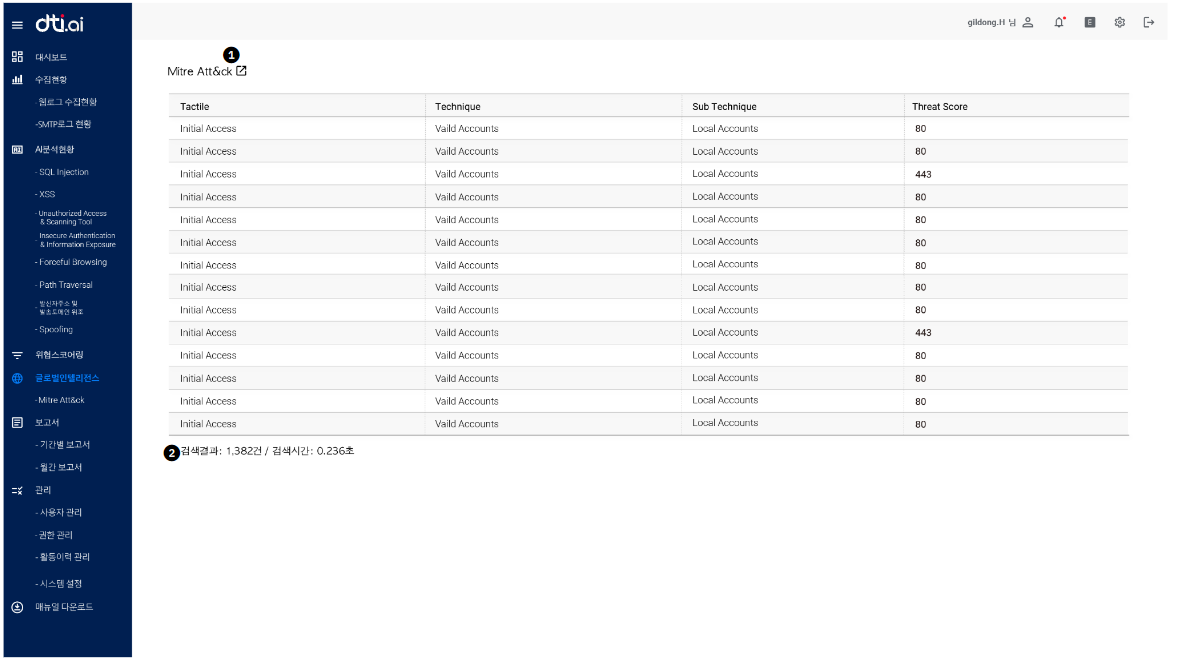 dti.ai
gildong.H 님
E
대시보드
수집현황
- 웹로그 수집현황
-SMTP로그 현황
AI분석현황
- SQL Injection
- XSS
- Unauthorized Access
& Scanning Tool
- Insecure Authentication
& Information Exposure
- Forceful Browsing
- Path Traversal
- 발신자주소 및
발송도메인 위조
- Spoofing
위협스코어링
글로벌인텔리전스
-Mitre Att&ck
보고서
- 기간별 보고서
- 월간 보고서
관리
- 사용자 관리
- 권한 관리
- 활동이력 관리
- 시스템 설정
매뉴얼 다운로드
1
Mitre Att&ck
Tactile Technique Sub Technique Threat Score
Initial Access Vaild Accounts Local Accounts 80
Initial Access Vaild Accounts Local Accounts 80
Initial Access Vaild Accounts Local Accounts 443
Initial Access Vaild Accounts Local Accounts 80
Initial Access Vaild Accounts Local Accounts 80
Initial Access Vaild Accounts Local Accounts 80
Initial Access Vaild Accounts Local Accounts 80
Initial Access Vaild Accounts Local Accounts 80
Initial Access Vaild Accounts Local Accounts 80
Initial Access Vaild Accounts Local Accounts 443
Initial Access Vaild Accounts Local Accounts 80
Initial Access Vaild Accounts Local Accounts 80
Initial Access Vaild Accounts Local Accounts 80
Initial Access Vaild Accounts Local Accounts 80
2 검색결과: 1,382건 / 검색시간: 0.236초